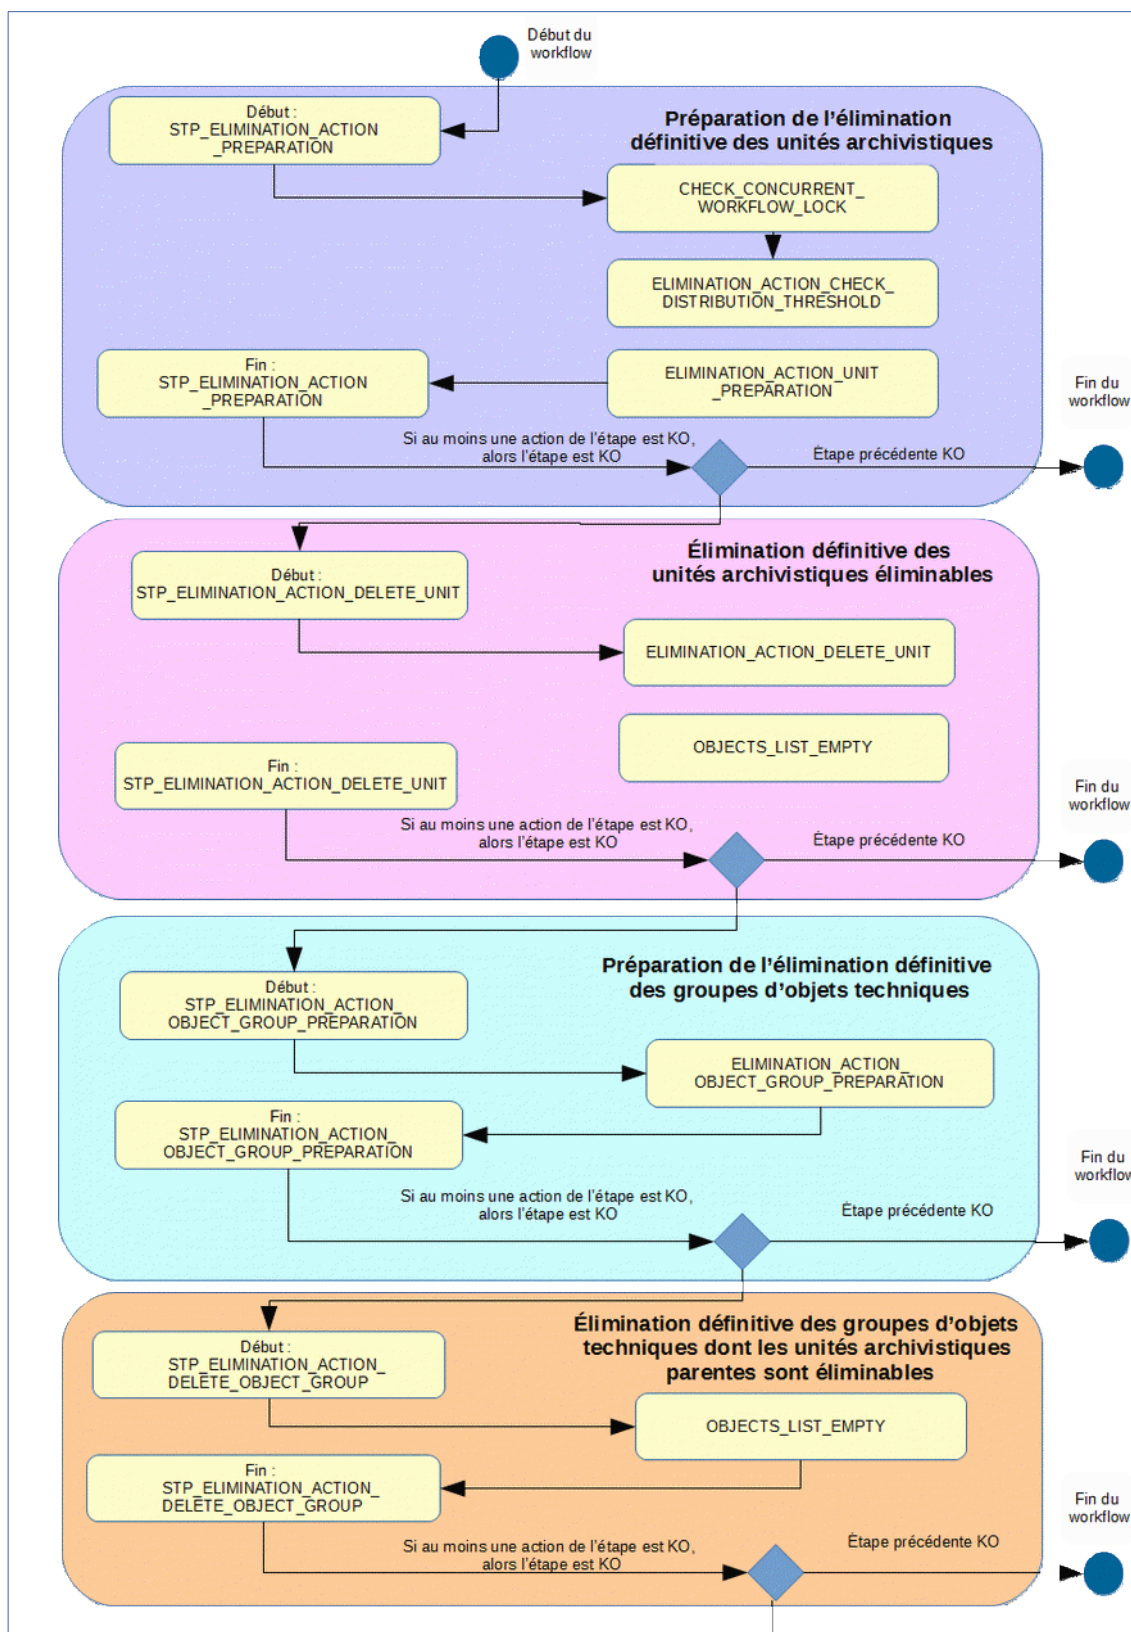 Début du
workflow
Début :
STP_ELIMINATION_ACTION
_PREPARATION
Préparation de l'élimination
définitive des unités archivistiques
CHECK_CONCURRENT_
WORKFLOW_LOCK
ELIMINATION_ACTION_CHECK_
DISTRIBUTION_THRESHOLD
Fin :
STP_ELIMINATION_ACTION
_PREPARATION
ELIMINATION_ACTION_UNIT
_PREPARATION
Fin du
workflow
Si au moins une action de l'étape est KO,
alors l'étape est KO
Étape précédente KO
Élimination définitive des
unités archivistiques éliminables
Début :
STP_ELIMINATION_ACTION_DELETE_UNIT
ELIMINATION_ACTION_DELETE_UNIT
OBJECTS_LIST_EMPTY
Fin :
STP_ELIMINATION_ACTION_DELETE_UNIT
Fin du
workflow
Si au moins une action de l'étape est KO,
alors l'étape est KO
Étape précédente KO
Préparation de l'élimination définitive
des groupes d'objets techniques
Début :
STP_ELIMINATION_ACTION_
OBJECT_GROUP_PREPARATION
ELIMINATION_ACTION_
OBJECT_GROUP_PREPARATION
Fin :
STP_ELIMINATION_ACTION_
OBJECT_GROUP_PREPARATION
Fin du
workflow
Si au moins une action de l'étape est KO,
alors l'étape est KO
Étape précédente KO
Élimination définitive des groupes d'objets
techniques dont les unités archivistiques
parentes sont éliminables
Début :
STP_ELIMINATION_ACTION_
DELETE_OBJECT_GROUP
OBJECTS_LIST_EMPTY
Fin :
STP_ELIMINATION_ACTION_
DELETE_OBJECT_GROUP
Fin du
workflow
Si au moins une action de l'étape est KO,
alors l'étape est KO
Étape précédente KO